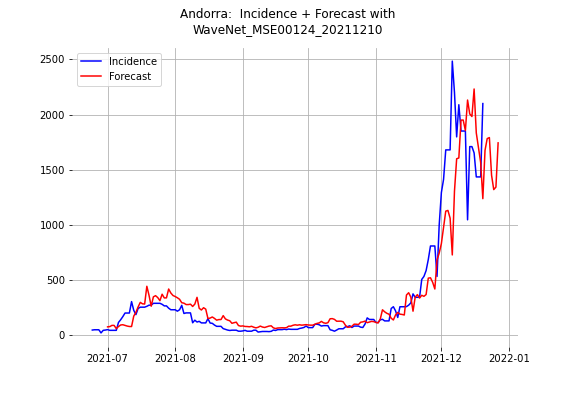 Andorra:  Incidence + Forecast with
WaveNet_MSE00124_20211210
Incidence
Forecast
2500
2000
1500
1000
500
0
2021-07 2021-08 2021-09 2021-10 2021-11 2021-12 2022-01